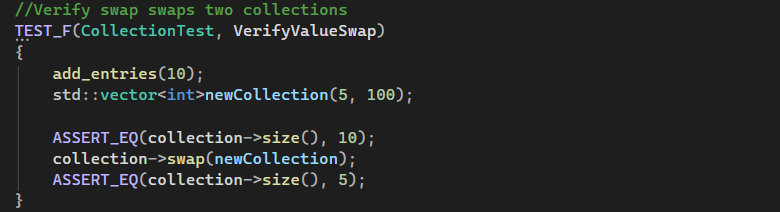 //Verify swap swaps two collections
TEST_F(CollectionTest, VerifyValueSwap)
{
add_entries(10);
std::vector<int>newCollection(5, 100);
ASSERT_EQ(collection->size(), 10);
collection->swap(newCollection);
ASSERT_EQ(collection->size(), 5);
}